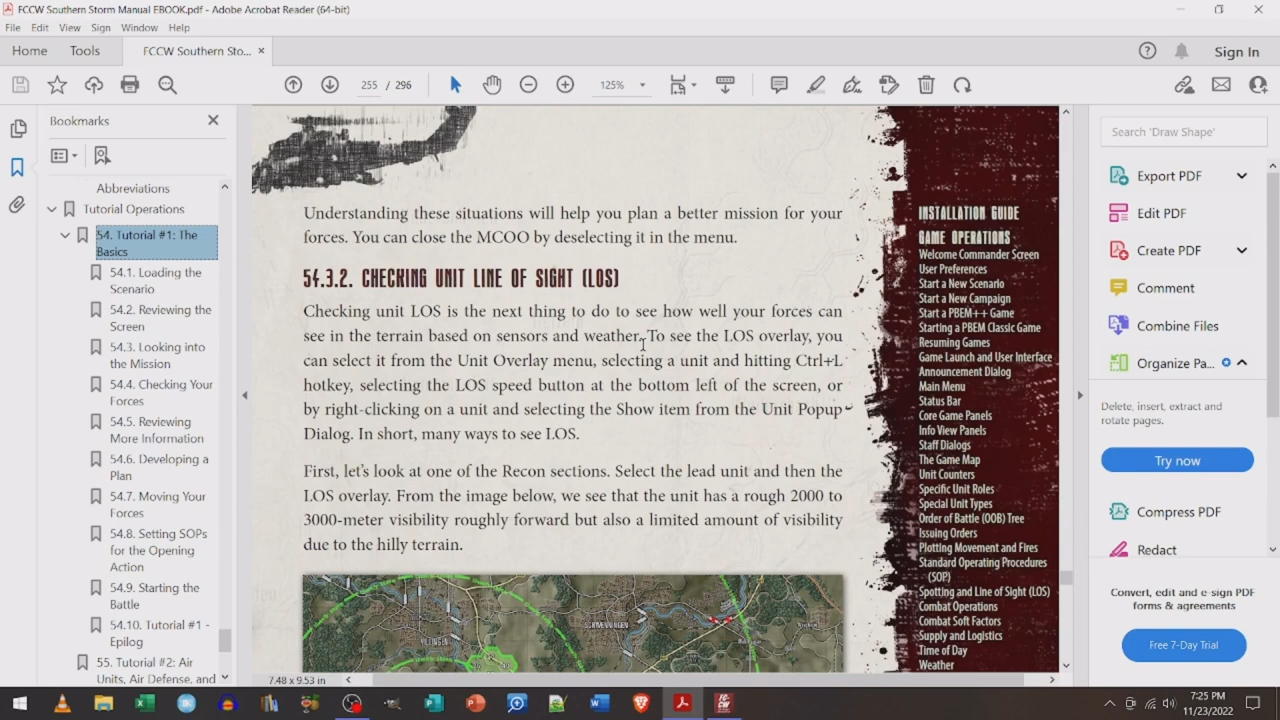 FCCW Southern Storm Manual EBOOK.pdf - Adobe Acrobat Reader (64-bit)
File Edit View Sign Window Help
Home Tools FCCW Southern Sto... × Sign In
255 / 296 125%
Bookmarks
Abbreviations
Tutorial Operations
54. Tutorial #1: The
Basics
54.1. Loading the
Scenario
54.2. Reviewing the
Screen
54.3. Looking into
the Mission
54.4. Checking Your
Forces
54.5. Reviewing
More Information
54.6. Developing a
Plan
54.7. Moving Your
Forces
54.8. Setting SOPs
for the Opening
Action
54.9. Starting the
Battle
54.10. Tutorial #1 -
Epilog
55. Tutorial #2: Air
Units, Air Defense, and
Understanding these situations will help you plan a better mission for your
forces. You can close the MCOO by deselecting it in the menu.
54.3.2. CHECKING UNIT LINE OF SIGHT (LOS)
Checking unit LOS is the next thing to do to see how well your forces can
see in the terrain based on sensors and weather. To see the LOS overlay, you
can select it from the Unit Overlay menu, selecting a unit and hitting Ctrl+L
hotkey, selecting the LOS speed button at the bottom left of the screen, or
by right-clicking on a unit and selecting the Show item from the Unit Popup
Dialog. In short, many ways to see LOS.
First, let's look at one of the Recon sections. Select the lead unit and then the
LOS overlay. From the image below, we see that the unit has a rough 2000 to
3000-meter visibility roughly forward but also a limited amount of visibility
due to the hilly terrain.
7.48 x 9.53 in
INSTALLATION GUIDE
GAME OPERATIONS
Welcome Commander Screen
User Preferences
Start a New Scenario
Start a New Campaign
Start a PBEM++ Game
Starting a PBEM Classic Game
Resuming Games
Game Launch and User Interface
Announcement Dialog
Main Menu
Status Bar
Core Game Panels
Info View Panels
Staff Dialogs
The Game Map
Unit Counters
Specific Unit Roles
Special Unit Types
Order of Battle (OOB) Tree
Issuing Orders
Plotting Movement and Fires
Standard Operating Procedures
(SOP)
Spotting and Line of Sight (LOS)
Combat Operations
Combat Soft Factors
Supply and Logistics
Time of Day
Weather
Search 'Draw Shape'
Export PDF
Edit PDF
Create PDF
Comment
Combine Files
Organize Pa...
Delete, insert, extract and
rotate pages.
Try now
Compress PDF
Redact
Convert, edit and e-sign PDF
forms & agreements
Free 7-Day Trial
7:25 PM
11/23/2022